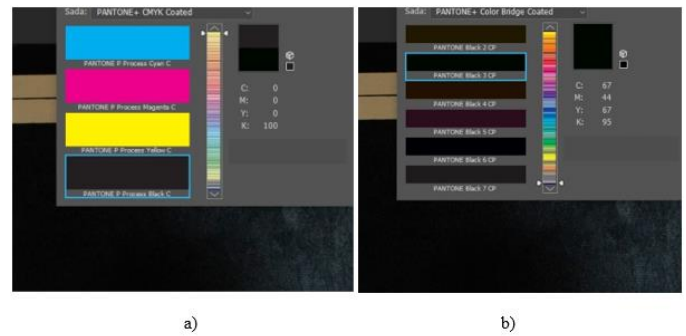 Sada: PANTONE+ CMYK Coated
PANTONE P Process Cyan C
PANTONE P Process Magenta C
PANTONE P Process Yellow C
PANTONE P Process Black C
C: 0
M: 0
Y: 0
K: 100
a)
Sada: PANTONE+ Color Bridge Coated
PANTONE Black 2 CP
PANTONE Black 3 CP
PANTONE Black 4 CP
PANTONE Black 5 CP
PANTONE Black 6 CP
PANTONE Black 7 CP
C: 67
M: 44
Y: 67
K: 95
b)